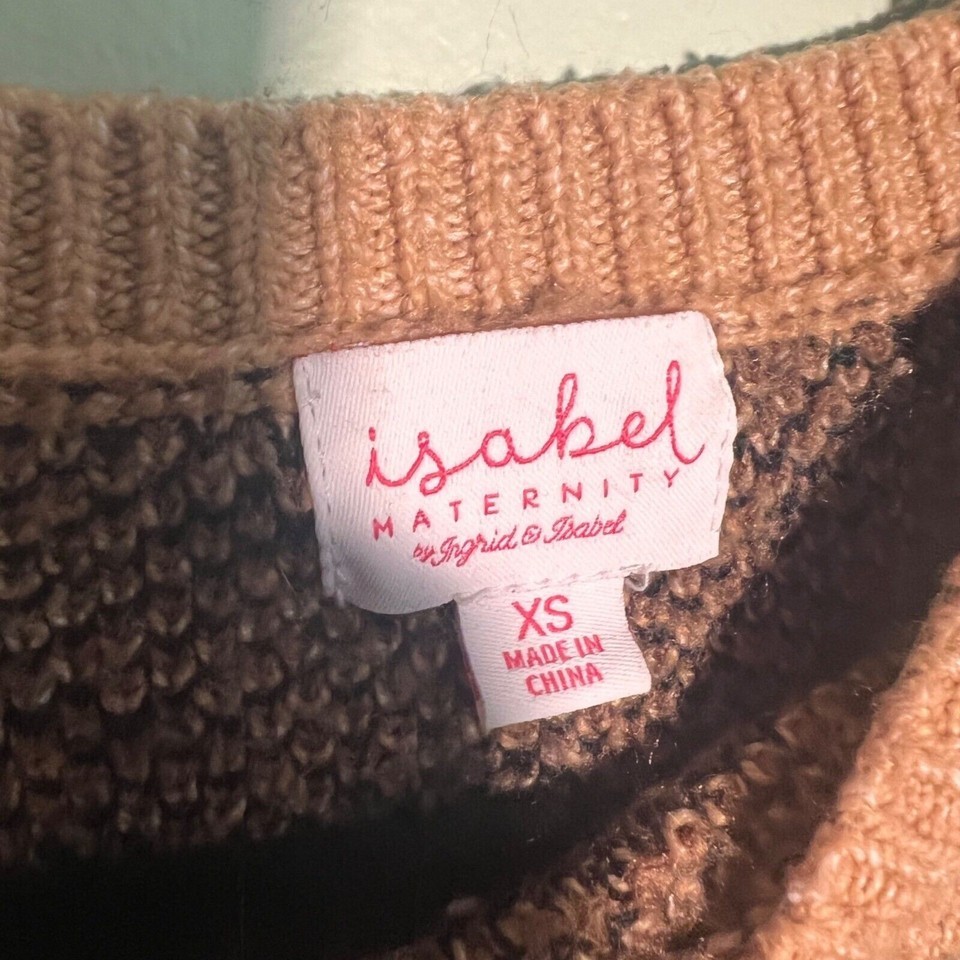 isabel
MATERNITY
by Ingrid & Isabel
XS
MADE IN
CHINA